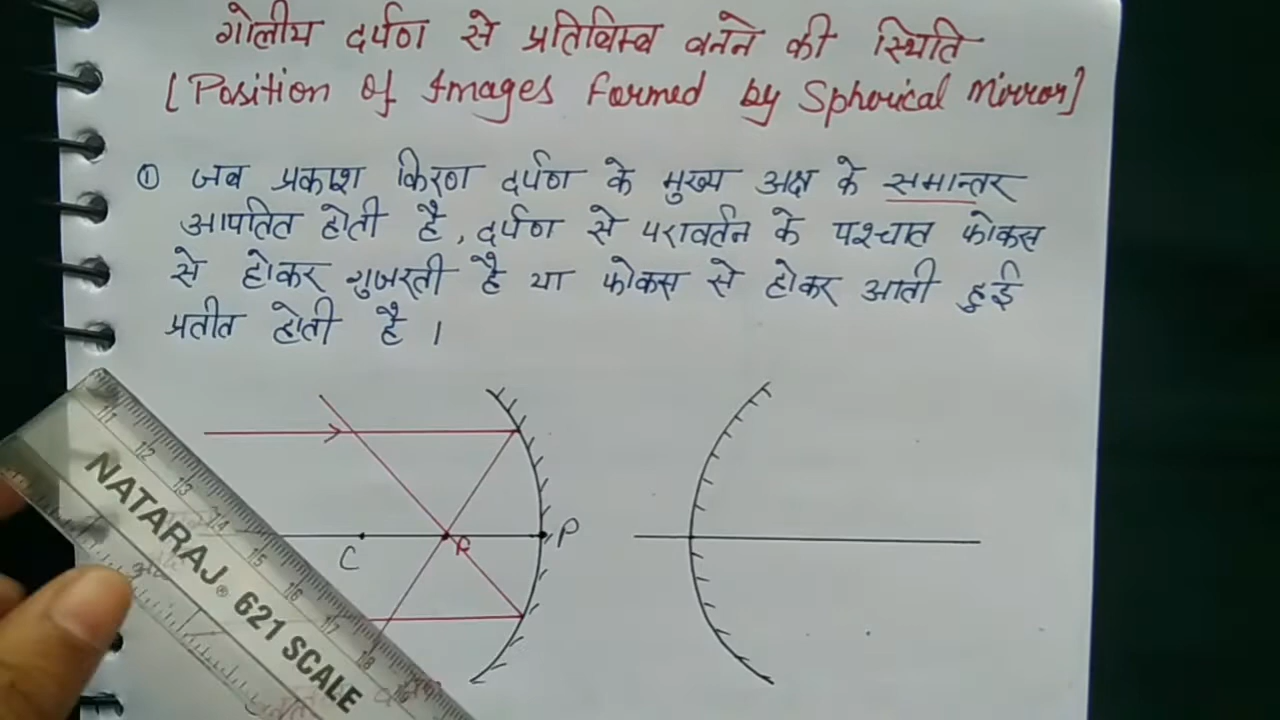 गोलीय दर्पण से प्रतिबिम्ब बनने की स्थिति
[Position of Images Formed by Spherical Mirror]
① जब प्रकाश किरण दर्पण के मुख्य अक्ष के समान्तर
आपतित होती है, दर्पण से परावर्तन के पश्चात फोकस
से होकर गुजरती है या फोकस से होकर आती हुई
प्रतीत होती है।
C
P
11 12 13 14 15 16 17 18 19
NATARAJ® 621 SCALE